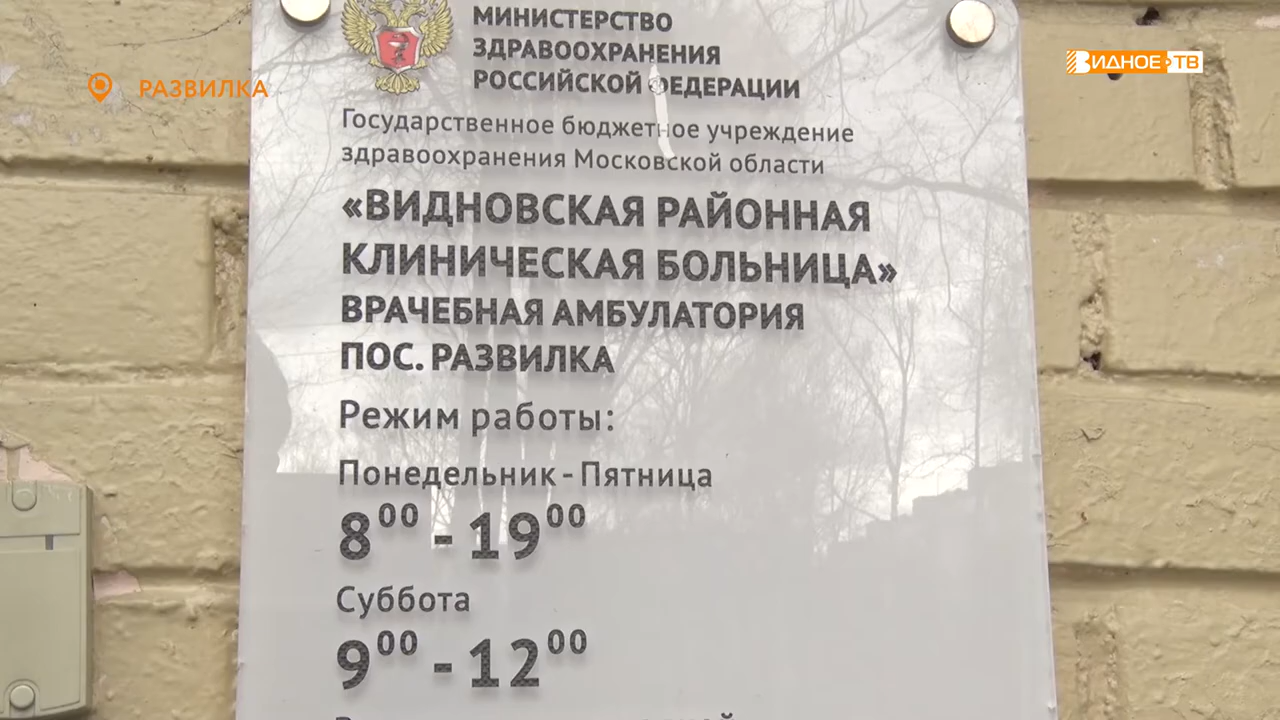 МИНИСТЕРСТВО
ЗДРАВООХРАНЕНИЯ
РОССИЙСКОЙ ФЕДЕРАЦИИ
ВИДНОЕ ТВ
РАЗВИЛКА
Государственное бюджетное учреждение
здравоохранения Московской области
«ВИДНОВСКАЯ РАЙОННАЯ
КЛИНИЧЕСКАЯ БОЛЬНИЦА»
ВРАЧЕБНАЯ АМБУЛАТОРИЯ
ПОС. РАЗВИЛКА
Режим работы:
Понедельник - Пятница
8⁰⁰ - 19⁰⁰
Суббота
9⁰⁰ - 12⁰⁰